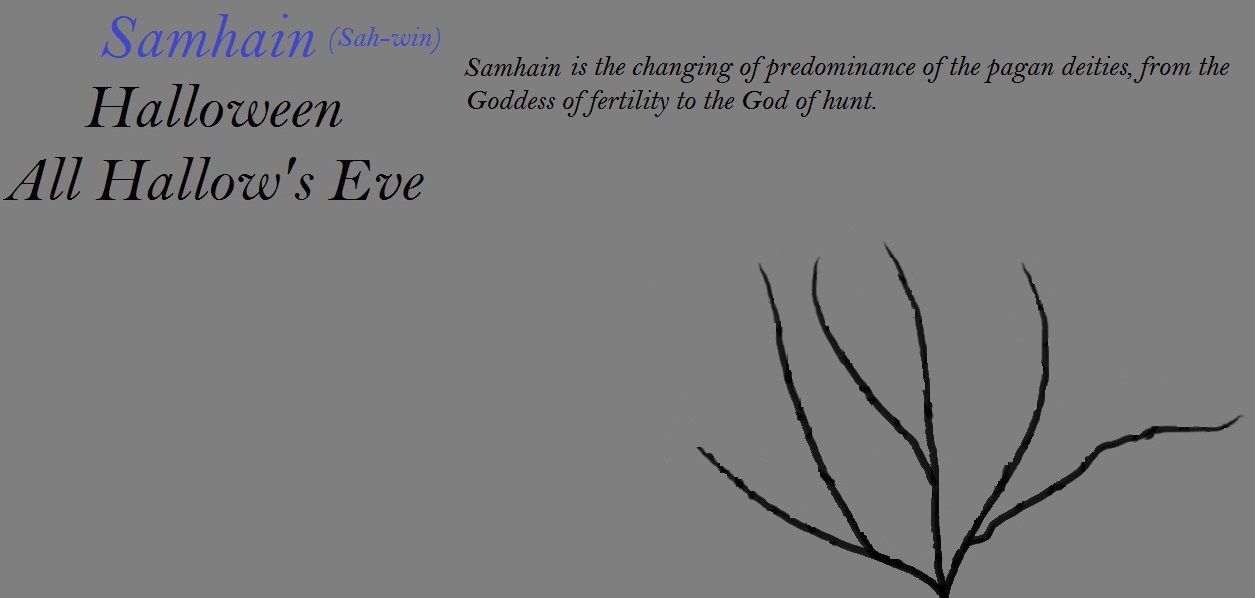 Samhain (Sah-win)
Halloween
All Hallow's Eve
Samhain is the changing of predominance of the pagan deities, from the
Goddess of fertility to the God of hunt.